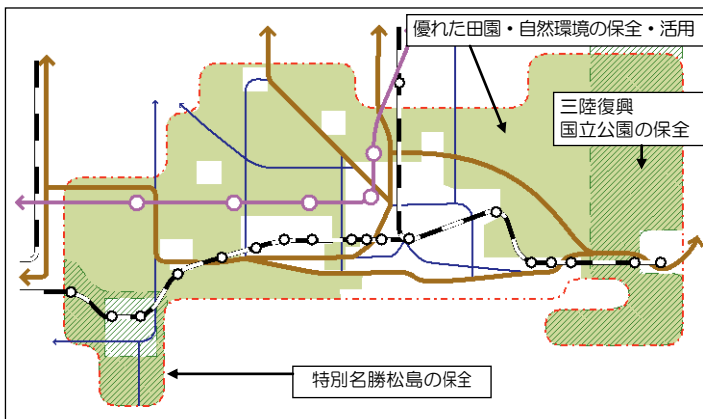 優れた田園・自然環境の保全・活用
三陸復興
国立公園の保全
特別名勝松島の保全